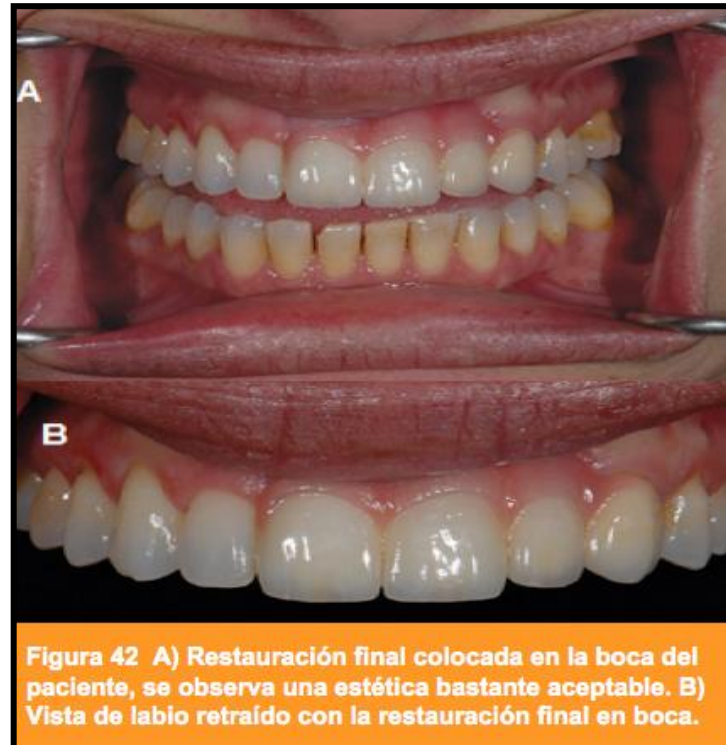 A
B
Figura 42 A) Restauración final colocada en la boca del
paciente, se observa una estética bastante aceptable. B)
Vista de labio retraído con la restauración final en boca.